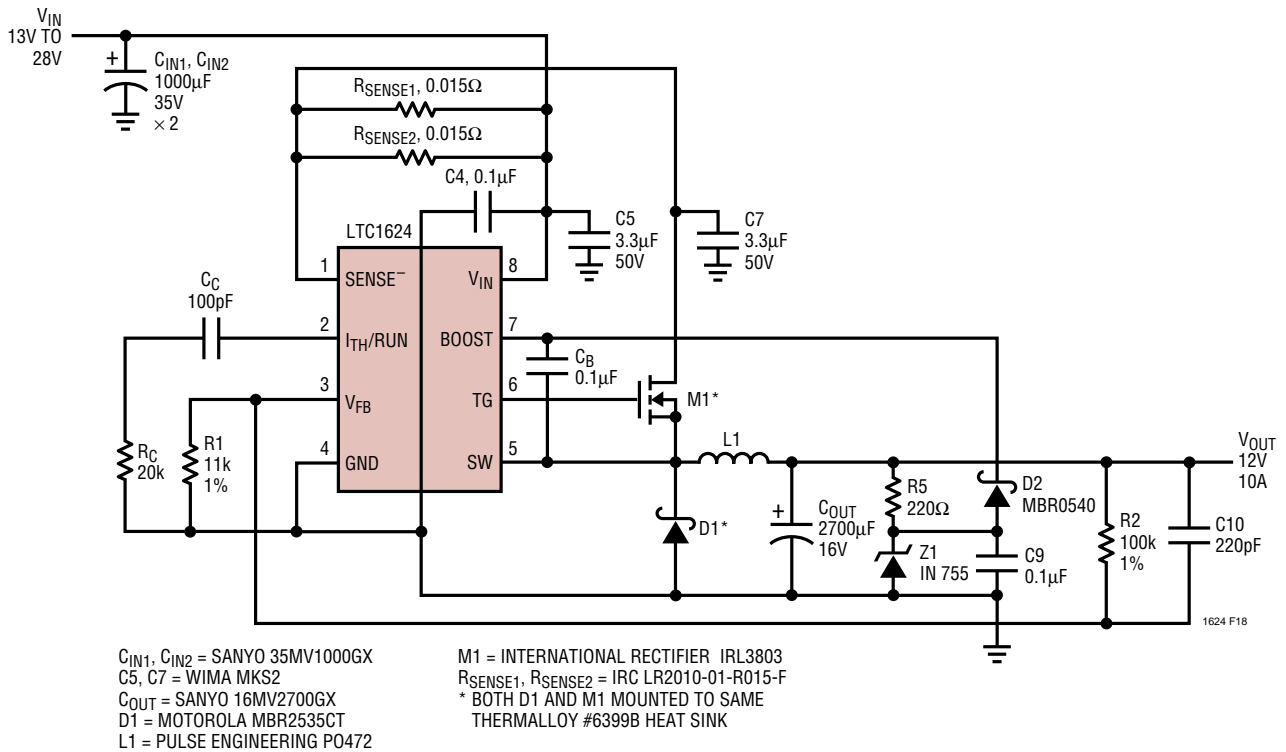 VIN
13V TO
28V
+
CIN1, CIN2
1000µF
35V
× 2
RSENSE1, 0.015Ω
RSENSE2, 0.015Ω
C4, 0.1µF
LTC1624
C5
3.3µF
50V
C7
3.3µF
50V
1
SENSE–
VIN
8
CC
100pF
2
ITH/RUN
BOOST
7
CB
0.1µF
3
VFB
TG
6
M1*
4
GND
SW
5
L1
RC
20k
R1
11k
1%
VOUT
12V
10A
D1*
+
COUT
2700µF
16V
R5
220Ω
D2
MBR0540
Z1
IN 755
C9
0.1µF
R2
100k
1%
C10
220pF
1624 F18
CIN1, CIN2 = SANYO 35MV1000GX
C5, C7 = WIMA MKS2
COUT = SANYO 16MV2700GX
D1 = MOTOROLA MBR2535CT
L1 = PULSE ENGINEERING PO472
M1 = INTERNATIONAL RECTIFIER IRL3803
RSENSE1, RSENSE2 = IRC LR2010-01-R015-F
* BOTH D1 AND M1 MOUNTED TO SAME
THERMALLOY #6399B HEAT SINK